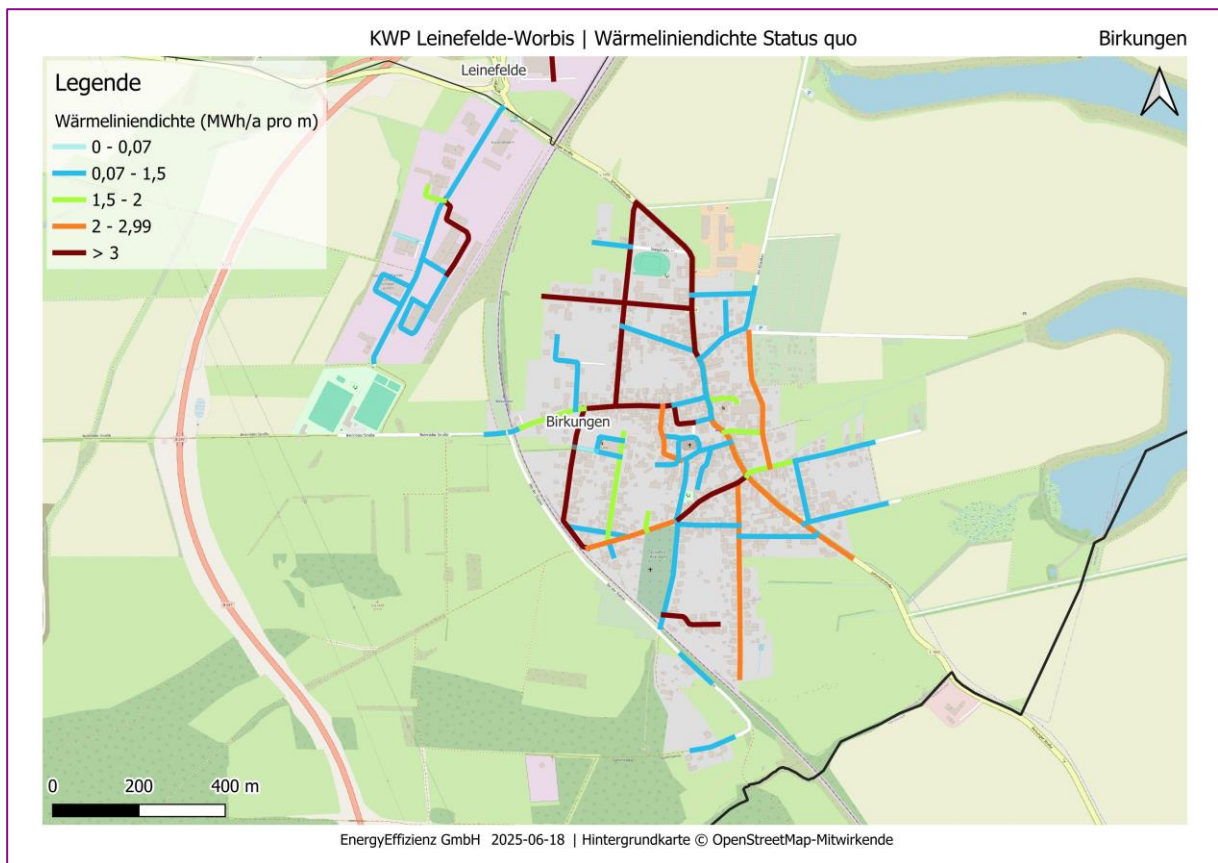 KWP Leinefelde-Worbis | Wärmeliniendichte Status quo
Birkungen
Leinefelde
Legende
Wärmeliniendichte (MWh/a pro m)
0 - 0,07
0,07 - 1,5
1,5 - 2
2 - 2,99
> 3
Birkungen
0 200 400 m
EnergyEffizienz GmbH 2025-06-18 | Hintergrundkarte © OpenStreetMap-Mitwirkende